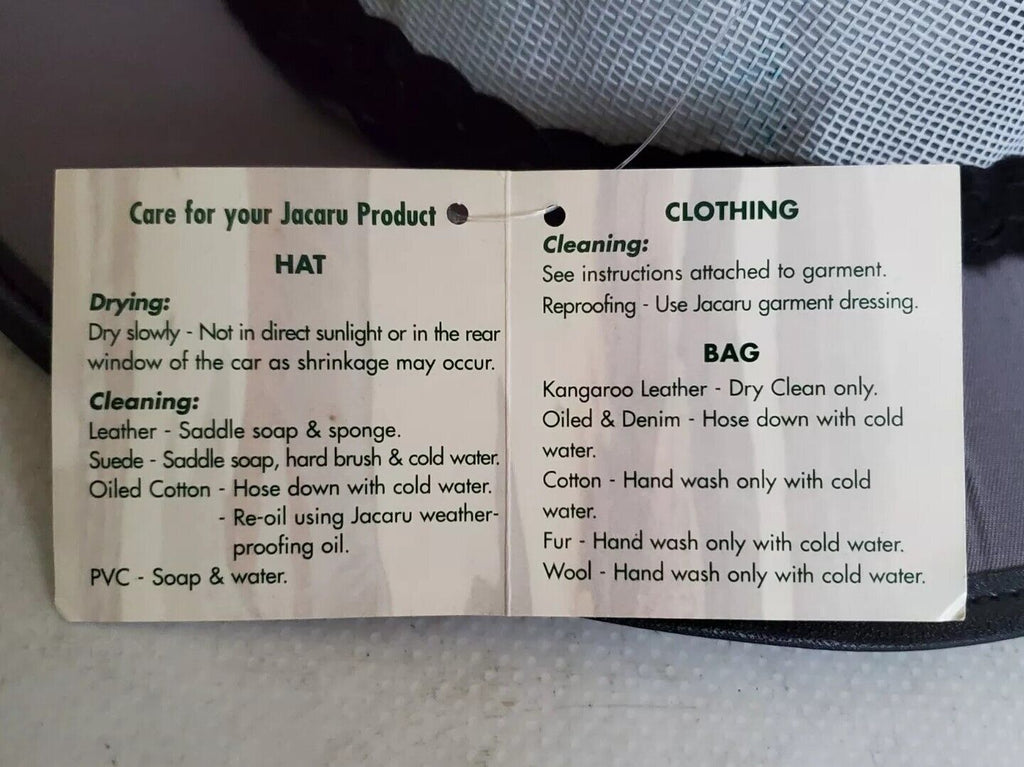 Care for your Jacaru Product
HAT
Drying:
Dry slowly - Not in direct sunlight or in the rear
window of the car as shrinkage may occur.
Cleaning:
Leather - Saddle soap & sponge.
Suede - Saddle soap, hard brush & cold water.
Oiled Cotton - Hose down with cold water.
- Re-oil using Jacaru weather-
proofing oil.
PVC - Soap & water.
CLOTHING
Cleaning:
See instructions attached to garment.
Reproofing - Use Jacaru garment dressing.
BAG
Kangaroo Leather - Dry Clean only.
Oiled & Denim - Hose down with cold
water.
Cotton - Hand wash only with cold
water.
Fur - Hand wash only with cold water.
Wool - Hand wash only with cold water.